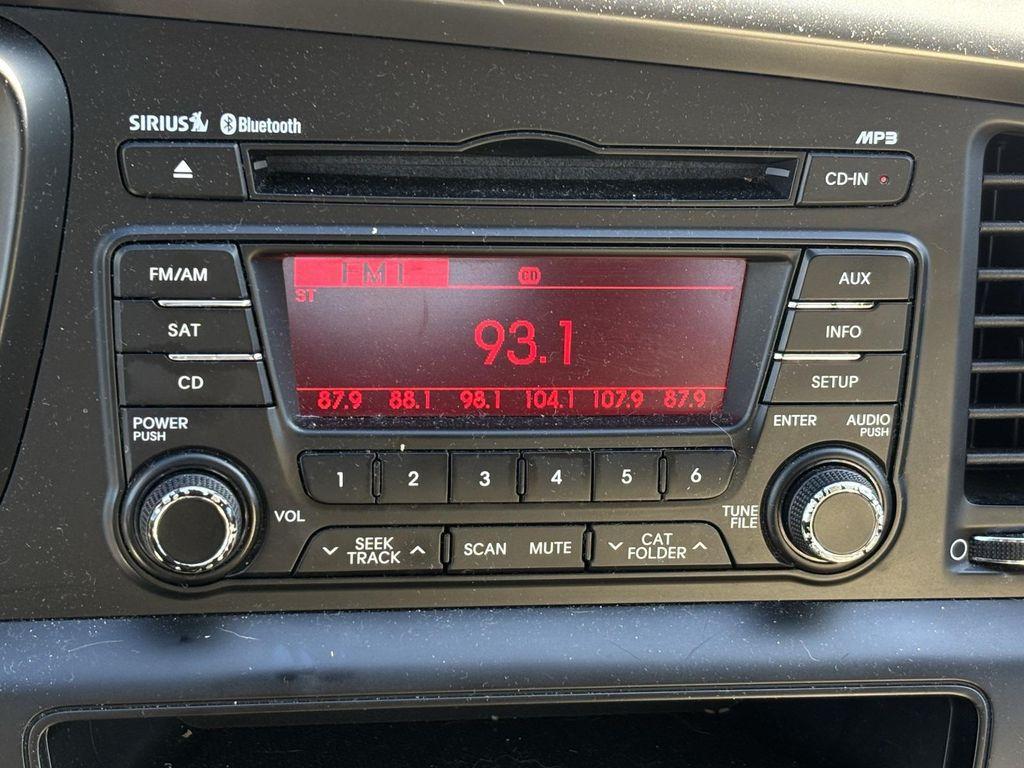 SIRIUS Bluetooth
MP3
CD-IN
FM/AM
SAT
CD
FM1 CD
ST
93.1
87.9 88.1 98.1 104.1 107.9 87.9
AUX
INFO
SETUP
POWER
PUSH
ENTER
AUDIO
PUSH
1 2 3 4 5 6
VOL
TUNE
FILE
SEEK
TRACK
SCAN MUTE
CAT
FOLDER